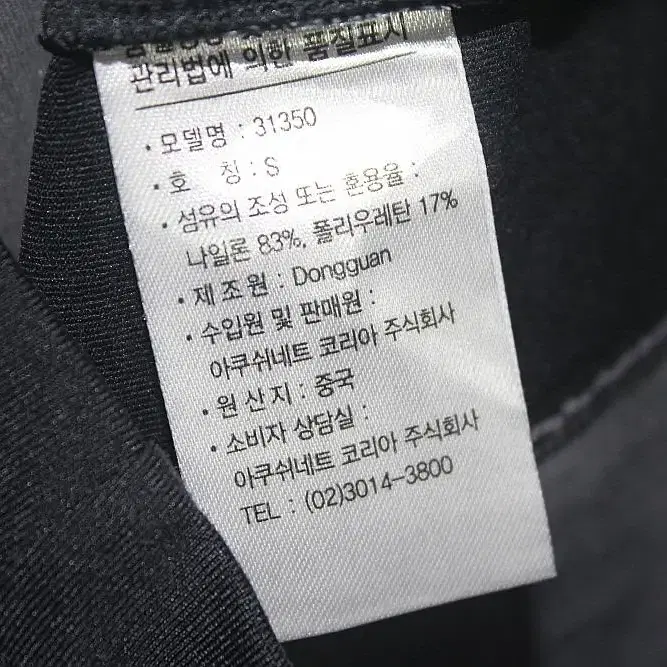 관리법에 의한 품질표시
• 모델명 : 31350
• 호 칭 : S
• 섬유의 조성 또는 혼용율 :
나일론 83%, 폴리우레탄 17%
• 제조원 : Dongguan
• 수입원 및 판매원 :
아쿠쉬네트 코리아 주식회사
• 원산지 : 중국
• 소비자 상담실 :
아쿠쉬네트 코리아 주식회사
TEL : (02)3014-3800